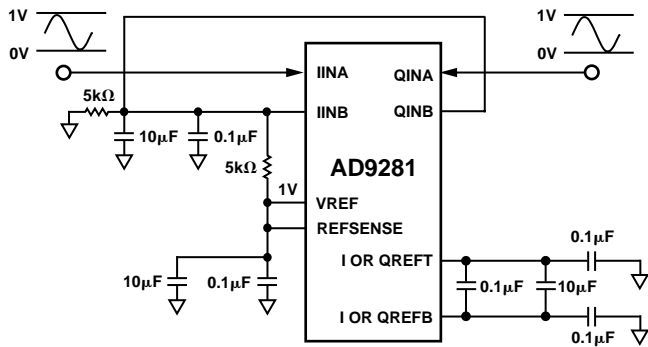 1V
0V
1V
0V
IINA
QINA
5kΩ
IINB
QINB
10µF
0.1µF
5kΩ
AD9281
1V
VREF
REFSENSE
10µF
0.1µF
I OR QREFT
0.1µF
0.1µF
10µF
I OR QREFB
0.1µF